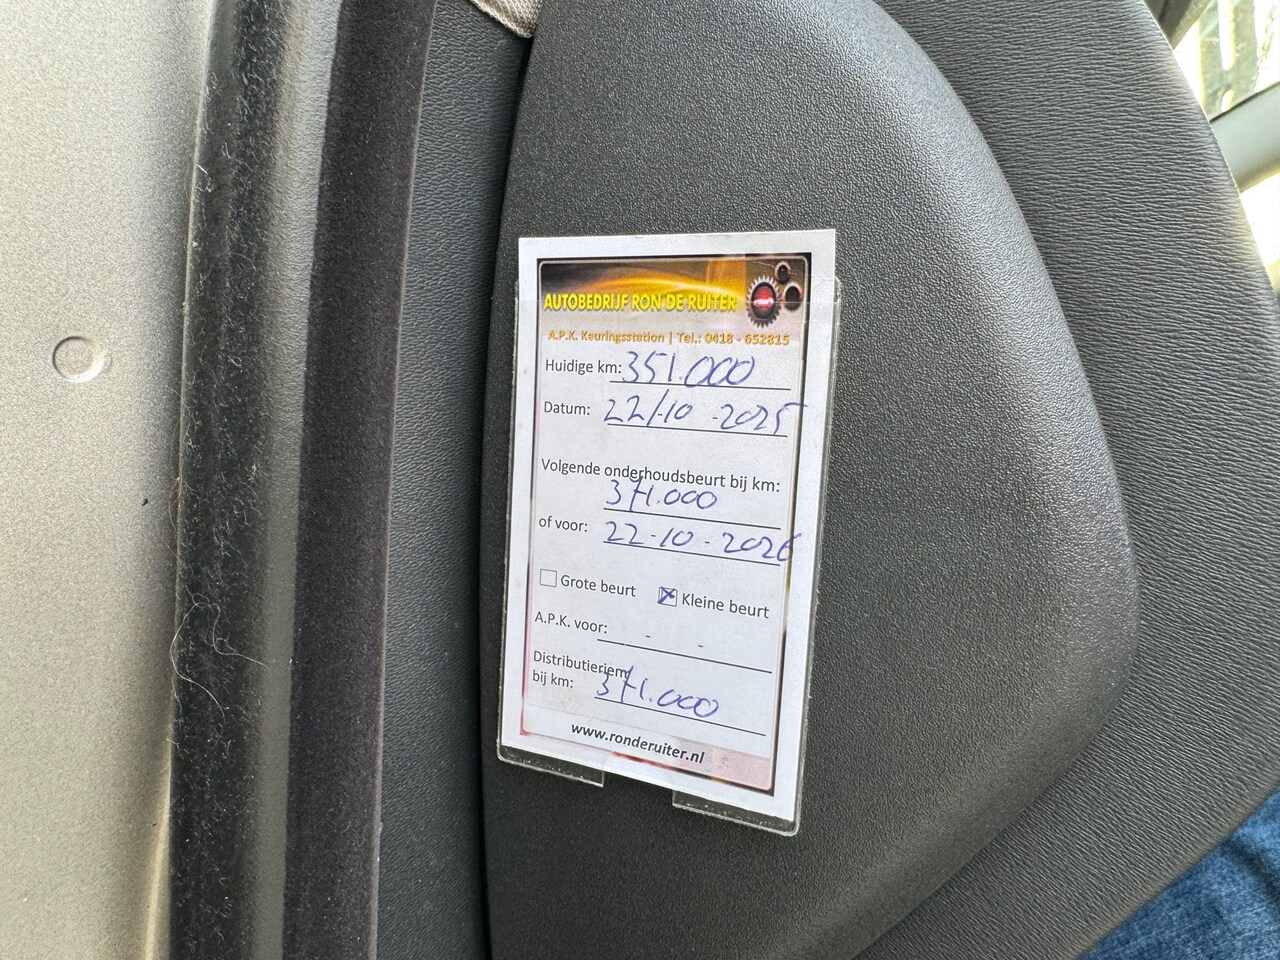 AUTOBEDRIJF RON DE RUITER
A.P.K. Keuringsstation | Tel.: 0418 - 652815
Huidige km: 351.000
Datum: 22/-10 -2025
Volgende onderhoudsbeurt bij km:
371.000
of voor: 22-10-2026
Grote beurt Kleine beurt
A.P.K. voor: - -
Distributieriem
bij km: 371.000
www.ronderuiter.nl